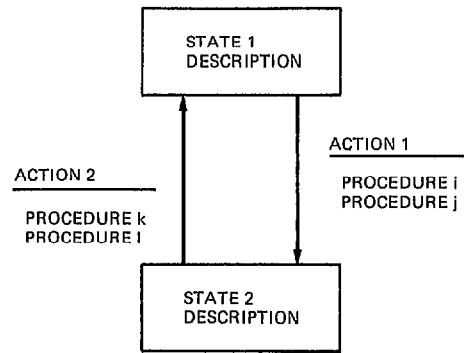 STATE 1
DESCRIPTION
ACTION 1
PROCEDURE i
PROCEDURE j
ACTION 2
PROCEDURE k
PROCEDURE l
STATE 2
DESCRIPTION